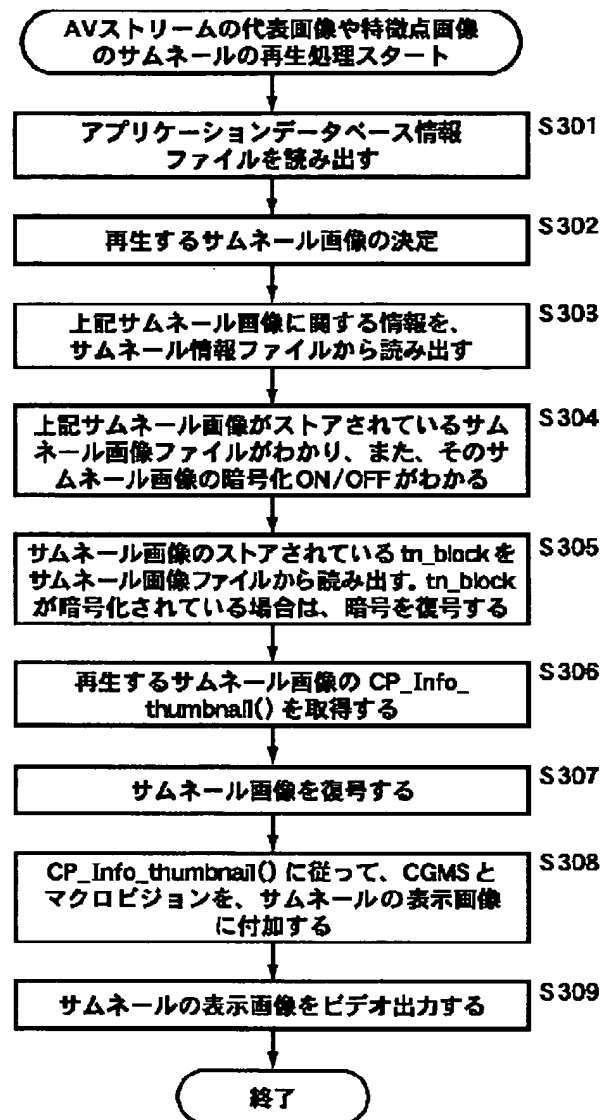 AVストリームの代表画像や特徴点画像
のサムネールの再生処理スタート
アプリケーションデータベース情報
ファイルを読み出す
S301
再生するサムネール画像の決定
S302
上記サムネール画像に関する情報を、
サムネール情報ファイルから読み出す
S303
上記サムネール画像がストアされているサム
ネール画像ファイルがわかり、また、そのサ
ムネール画像の暗号化ON/OFFがわかる
S304
サムネール画像のストアされているtn_blockを
サムネール画像ファイルから読み出す。tn_block
が暗号化されている場合は、暗号を復号する
S305
再生するサムネール画像の CP_Info_
thumbnail() を取得する
S306
サムネール画像を復号する
S307
CP_Info_thumbnail() に従って、CGMSと
マクロビジョンを、サムネールの表示画像
に付加する
S308
サムネールの表示画像をビデオ出力する
S309
終了